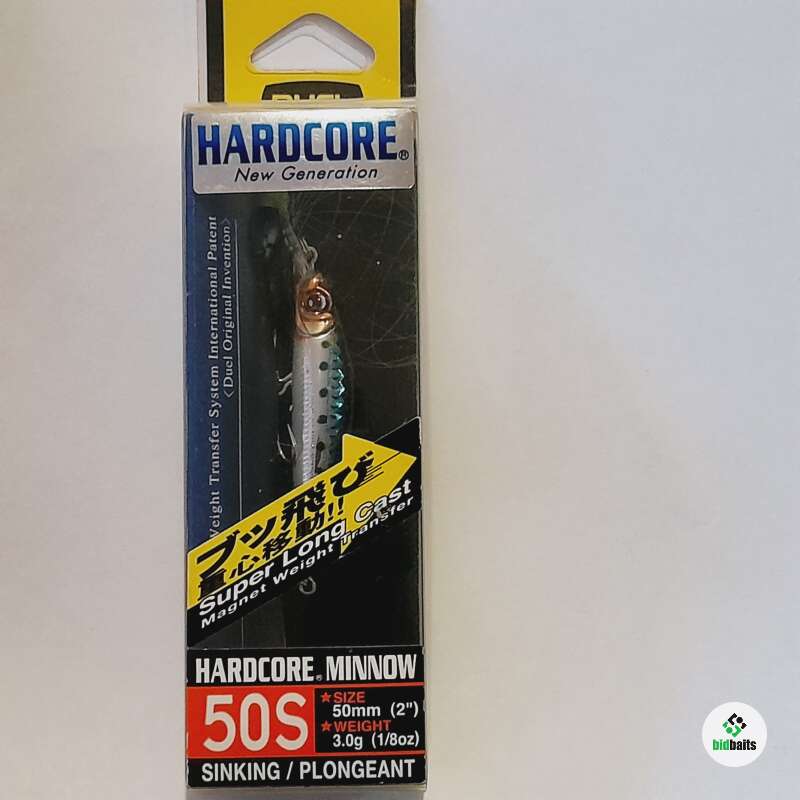 DUEL
HARDCORE®
New Generation
Weight Transfer System International Patent
<Duel Original Invention>
ブッ飛び
重心移動!!
Super Long Cast
Magnet Weight Transfer
HARDCORE® MINNOW
50S
★SIZE
50mm (2")
★WEIGHT
3.0g (1/8oz)
SINKING / PLONGEANT
bidbaits